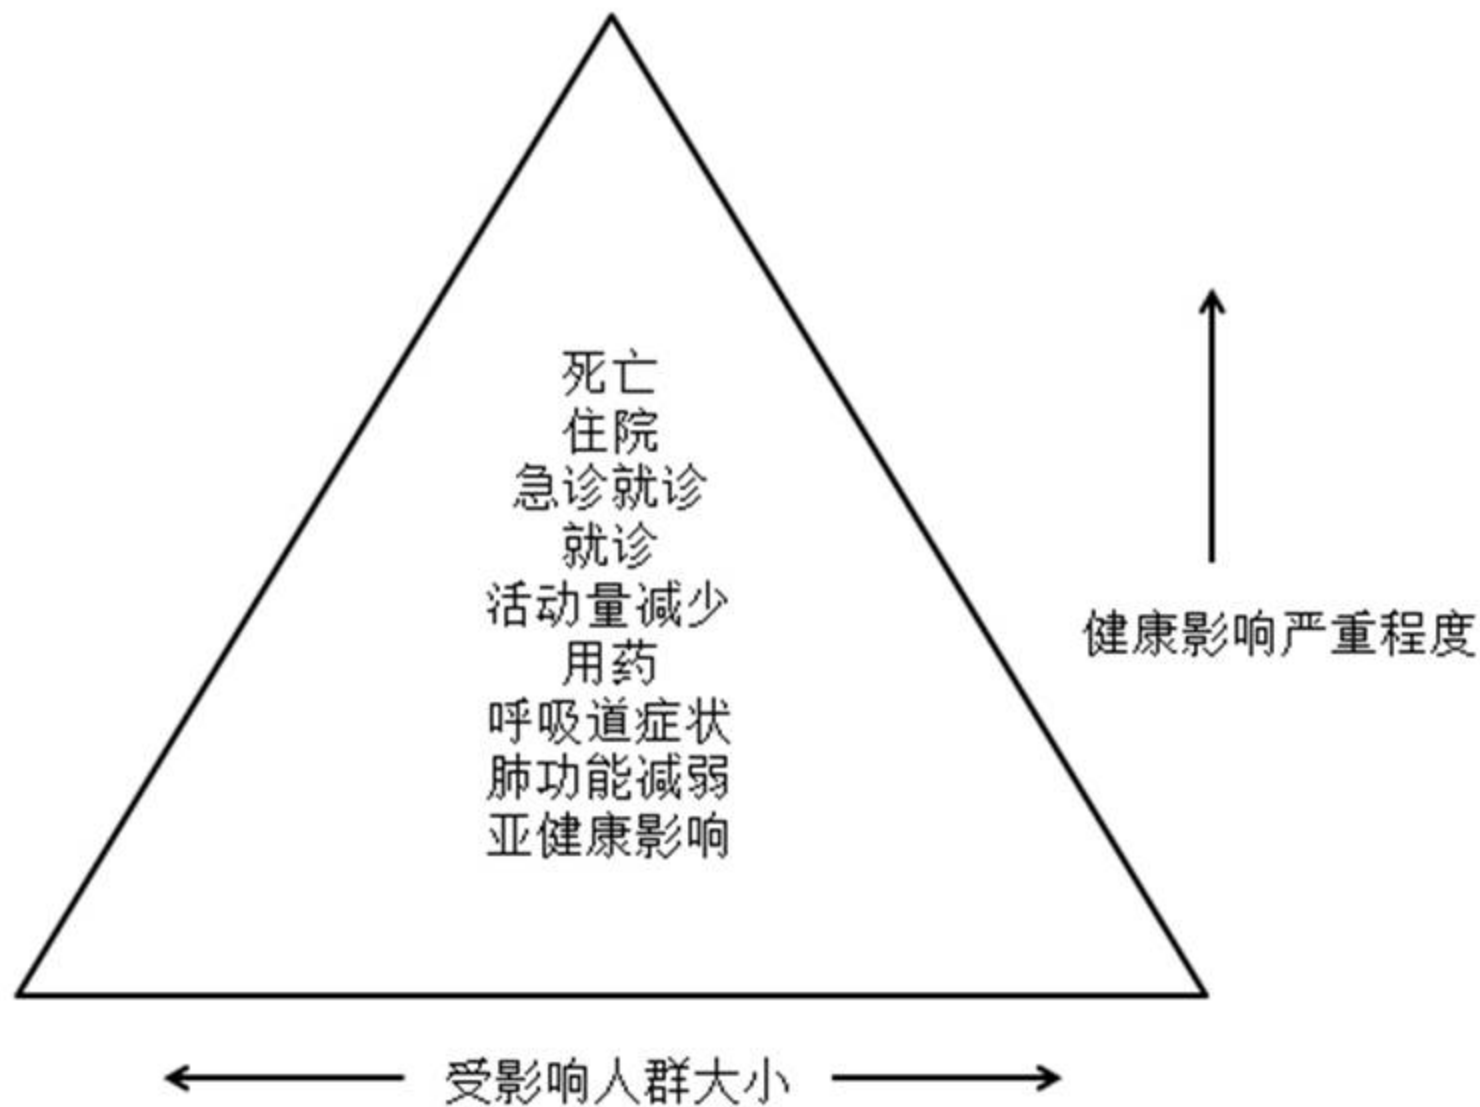 死亡
住院
急诊就诊
就诊
活动量减少
用药
呼吸道症状
肺功能减弱
亚健康影响
健康影响严重程度
受影响人群大小